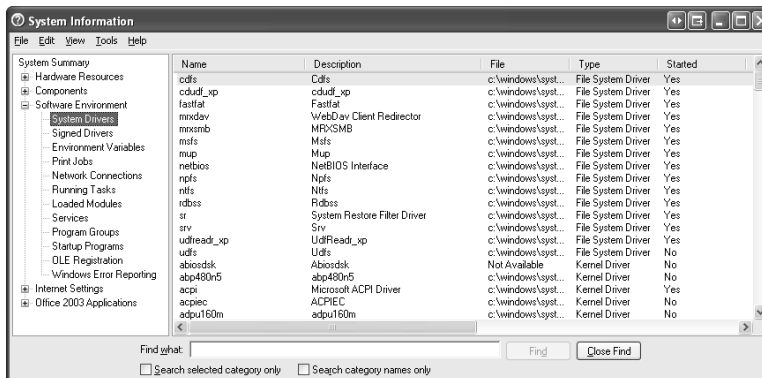 System Information
File Edit View Tools Help
System Summary
Hardware Resources
Components
Software Environment
System Drivers
Signed Drivers
Environment Variables
Print Jobs
Network Connections
Running Tasks
Loaded Modules
Services
Program Groups
Startup Programs
OLE Registration
Windows Error Reporting
Internet Settings
Office 2003 Applications
Name Description File Type Started
cdfs Cdfs c:\windows\syst... File System Driver Yes
cdudf_xp cdudf_xp c:\windows\syst... File System Driver Yes
fastfat Fastfat c:\windows\syst... File System Driver Yes
mrxdav WebDav Client Redirector c:\windows\syst... File System Driver Yes
mrxsmb MRXSMB c:\windows\syst... File System Driver Yes
msfs Msfs c:\windows\syst... File System Driver Yes
mup Mup c:\windows\syst... File System Driver Yes
netbios NetBIOS Interface c:\windows\syst... File System Driver Yes
npfs Npfs c:\windows\syst... File System Driver Yes
ntfs Ntfs c:\windows\syst... File System Driver Yes
rdbss Rdbss c:\windows\syst... File System Driver Yes
sr System Restore Filter Driver c:\windows\syst... File System Driver Yes
srv Srv c:\windows\syst... File System Driver Yes
udfreadr_xp UdfReadr_xp c:\windows\syst... File System Driver Yes
udfs Udfs c:\windows\syst... File System Driver No
abiosdsk Abiosdsk Not Available Kernel Driver No
abp480n5 abp480n5 c:\windows\syst... Kernel Driver No
acpi Microsoft ACPI Driver c:\windows\syst... Kernel Driver Yes
acpiec ACPIEC c:\windows\syst... Kernel Driver No
adpu160m adpu160m c:\windows\syst... Kernel Driver No
Find what: Find Close Find
Search selected category only Search category names only